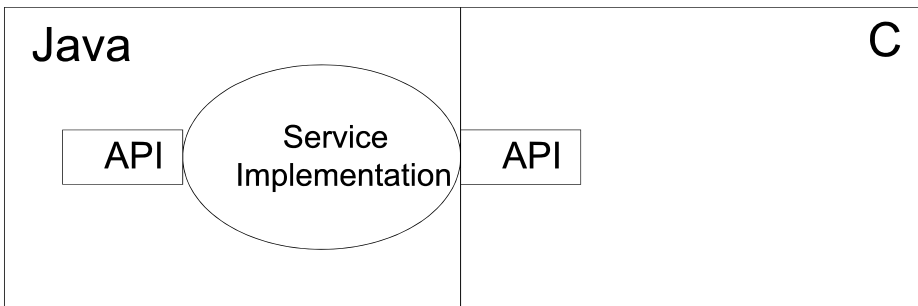 Java
C
API
Service
Implementation
API